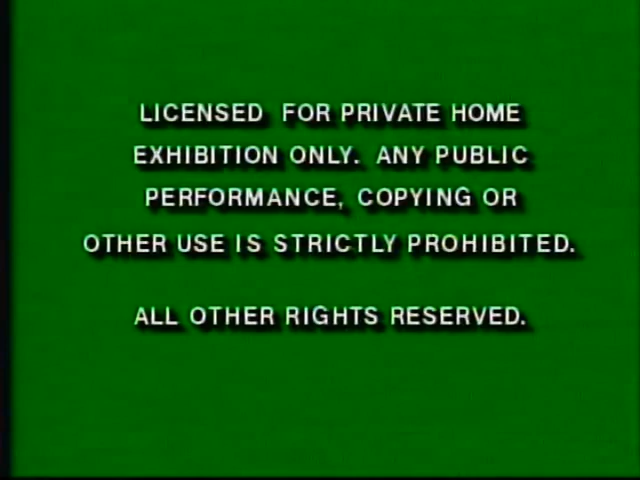 LICENSED FOR PRIVATE HOME
EXHIBITION ONLY. ANY PUBLIC
PERFORMANCE, COPYING OR
OTHER USE IS STRICTLY PROHIBITED.
ALL OTHER RIGHTS RESERVED.